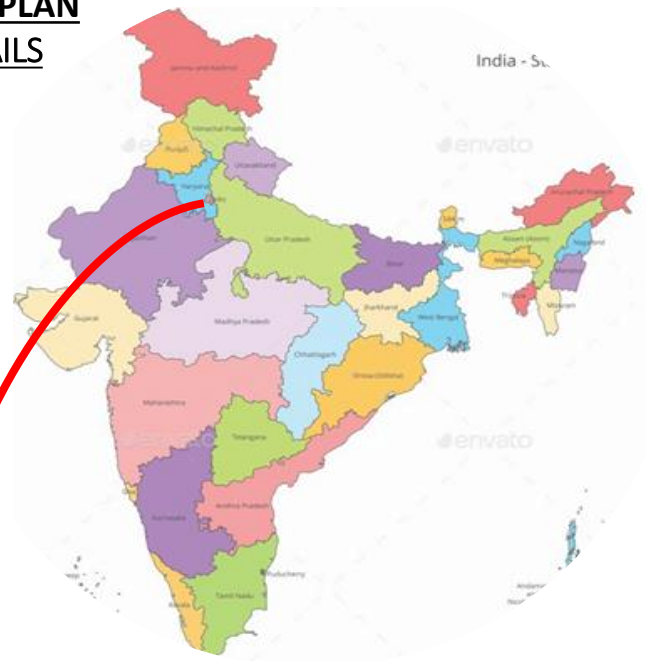 PLAN
AILS
India - S
Jammu and Kashmir
Himachal Pradesh
envato
envato
Punjab
Uttarakhand
Haryana
Arunachal Pradesh
Sikkim
Assam (Asom)
Nagaland
Uttar Pradesh
Bihar
Meghalaya
Manipur
Tripura
Mizoram
Gujarat
Jharkhand
West Bengal
Madhya Pradesh
Chhattisgarh
Orissa (Odisha)
Maharashtra
Telangana
envato
envato
Andhra Pradesh
Karnataka
Puducherry
Tamil Nadu
Kerala